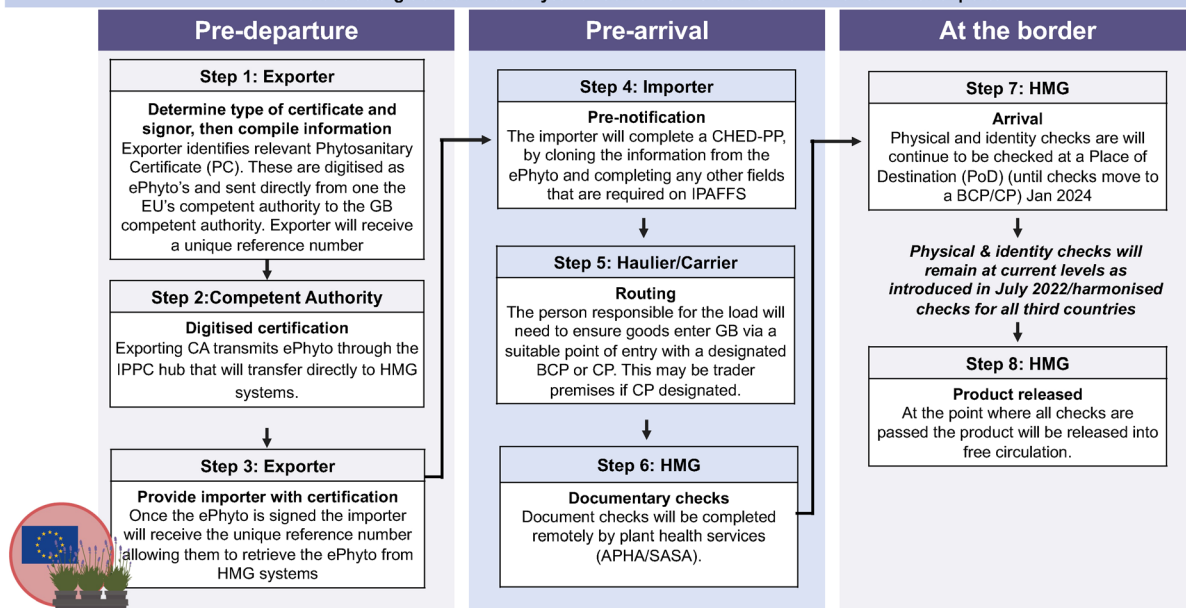 Pre-departure
Step 1: Exporter
Determine type of certificate and
signor, then compile information
Exporter identifies relevant Phytosanitary
Certificate (PC). These are digitised as
ePhyto's and sent directly from one the
EU's competent authority to the GB
competent authority. Exporter will receive
a unique reference number
Step 2:Competent Authority
Digitised certification
Exporting CA transmits ePhyto through the
IPPC hub that will transfer directly to HMG
systems.
Step 3: Exporter
Provide importer with certification
Once the ePhyto is signed the importer
will receive the unique reference number
allowing them to retrieve the ePhyto from
HMG systems
Pre-arrival
Step 4: Importer
Pre-notification
The importer will complete a CHED-PP,
by cloning the information from the
ePhyto and completing any other fields
that are required on IPAFFS
Step 5: Haulier/Carrier
Routing
The person responsible for the load will
need to ensure goods enter GB via a
suitable point of entry with a designated
BCP or CP. This may be trader
premises if CP designated.
Step 6: HMG
Documentary checks
Document checks will be completed
remotely by plant health services
(APHA/SASA).
At the border
Step 7: HMG
Arrival
Physical and identity checks are will
continue to be checked at a Place of
Destination (PoD) (until checks move to
a BCP/CP) Jan 2024
Physical & identity checks will
remain at current levels as
introduced in July 2022/harmonised
checks for all third countries
Step 8: HMG
Product released
At the point where all checks are
passed the product will be released into
free circulation.